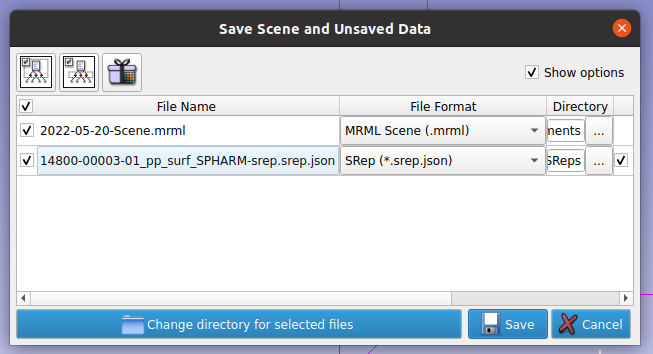 Save Scene and Unsaved Data
Show options
File Name File Format Directory
2022-05-20-Scene.mrml MRML Scene (.mrml) ments ...
14800-00003-01_pp_surf_SPHARM-srep.srep.json SRep (*.srep.json) SReps ...
Change directory for selected files Save Cancel